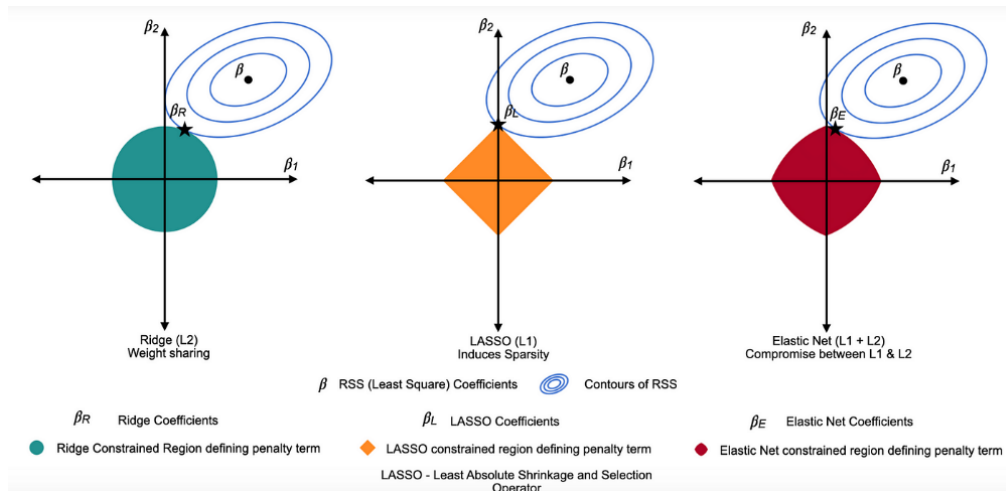 β2 β2 β2
β β β
βR βL βE
β1 β1 β1
Ridge (L2) LASSO (L1) Elastic Net (L1 + L2)
Weight sharing Induces Sparsity Compromise between L1 & L2
β RSS (Least Square) Coefficients Contours of RSS
βR Ridge Coefficients βL LASSO Coefficients βE Elastic Net Coefficients
Ridge Constrained Region defining penalty term LASSO constrained region defining penalty term Elastic Net constrained region defining penalty term
LASSO - Least Absolute Shrinkage and Selection
Operator